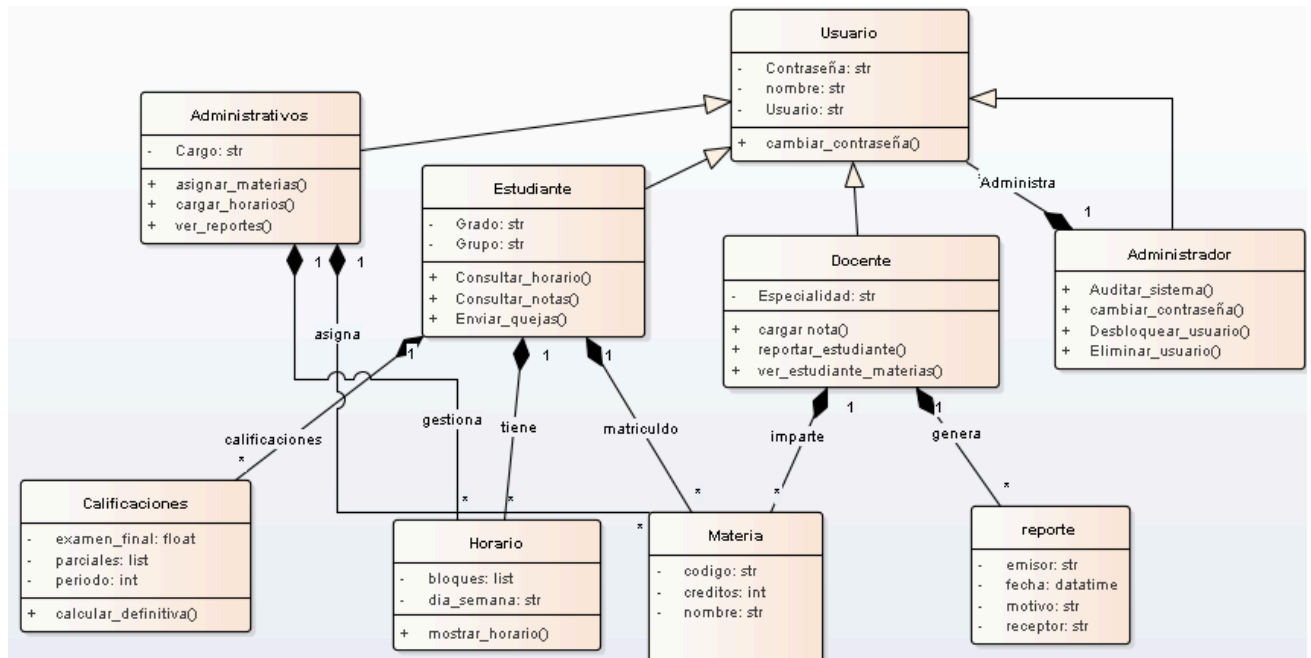 Usuario
- Contraseña: str
- nombre: str
- Usuario: str
+ cambiar_contraseña()
Administrativos
- Cargo: str
+ asignar_materias()
+ cargar_horarios()
+ ver_reportes()
Estudiante
- Grado: str
- Grupo: str
+ Consultar_horario()
+ Consultar_notas()
+ Enviar_quejas()
Docente
- Especialidad: str
+ cargar nota()
+ reportar_estudiante()
+ ver_estudiante_materias()
Administrador
+ Auditar_sistema()
+ cambiar_contraseña()
+ Desbloquear_usuario()
+ Eliminar_usuario()
*
Administra
1
1
1
asigna
1
1
1
1
1
gestiona
calificaciones
tiene
matriculdo
imparte
genera
*
*
*
*
*
*
*
Calificaciones
- examen_final: float
- parciales: list
- periodo: int
+ calcular_definitiva()
Horario
- bloques: list
- dia_semana: str
+ mostrar_horario()
Materia
- codigo: str
- creditos: int
- nombre: str
reporte
- emisor: str
- fecha: datatime
- motivo: str
- receptor: str